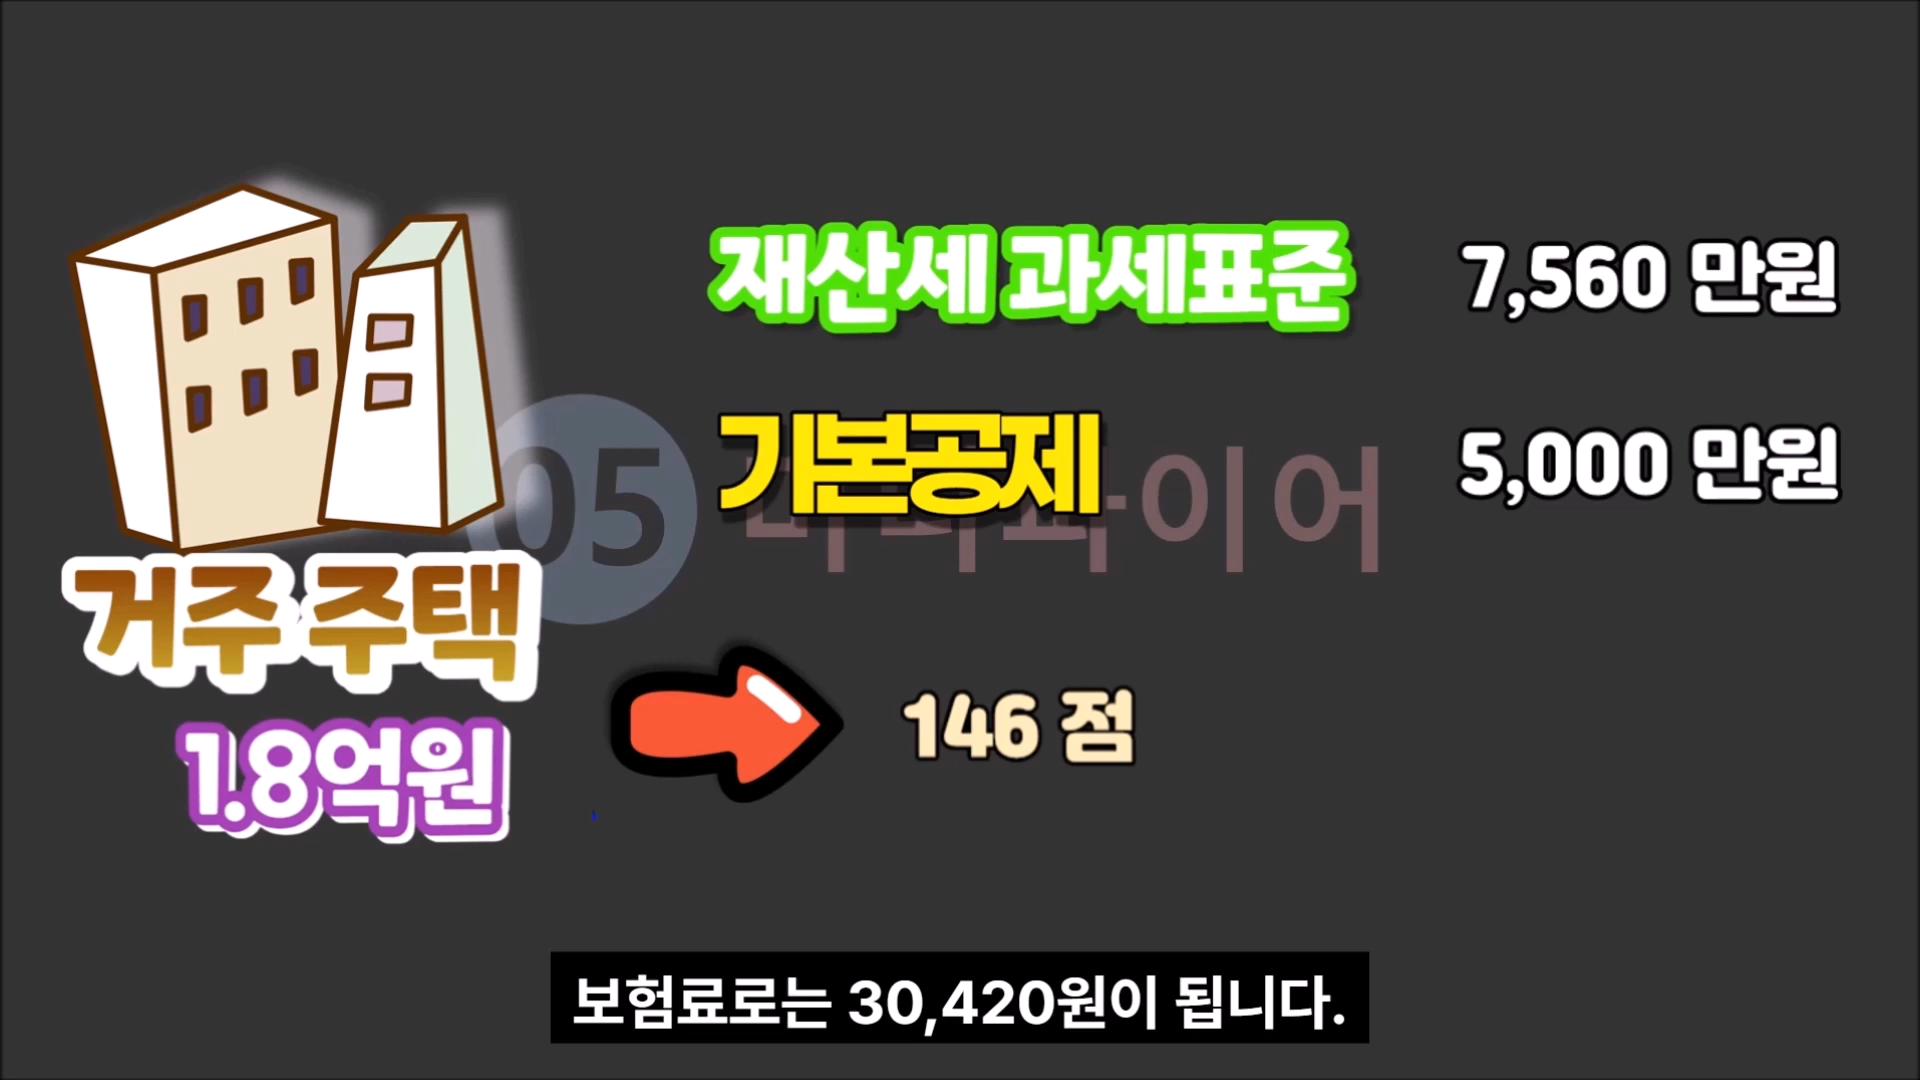 재산세 과세표준 7,560 만원
기본공제 5,000 만원
05
거주 주택
1.8억원
146 점
보험료로는 30,420원이 됩니다.